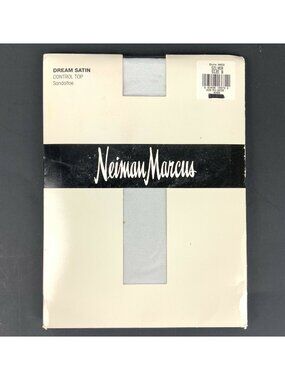 DREAM SATIN
CONTROL TOP
Sandalfoot
Neiman Marcus